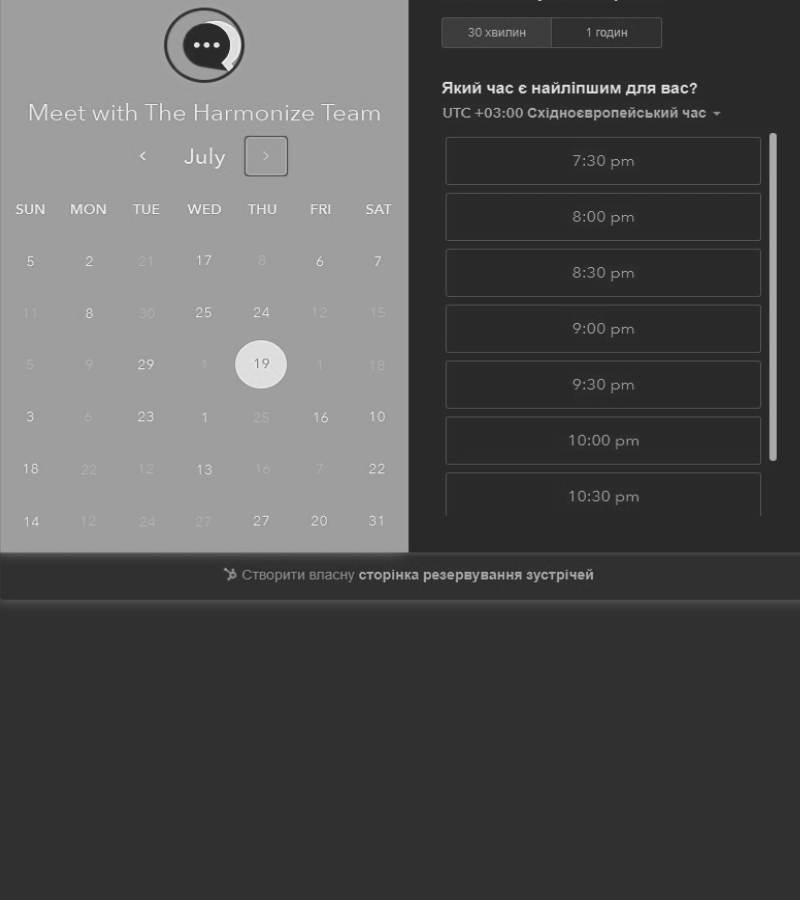 Meet with The Harmonize Team
July
SUN MON TUE WED THU FRI SAT
5 2 21 17 8 6 7
11 8 30 25 24 12 15
5 9 29 1 19 1 18
3 6 23 1 25 16 10
18 22 12 13 16 7 22
14 12 24 27 27 20 31
30 хвилин 1 годин
Який час є найліпшим для вас?
UTC +03:00 Східноєвропейський час
7:30 pm
8:00 pm
8:30 pm
9:00 pm
9:30 pm
10:00 pm
10:30 pm
Створити власну сторінка резервування зустрічей